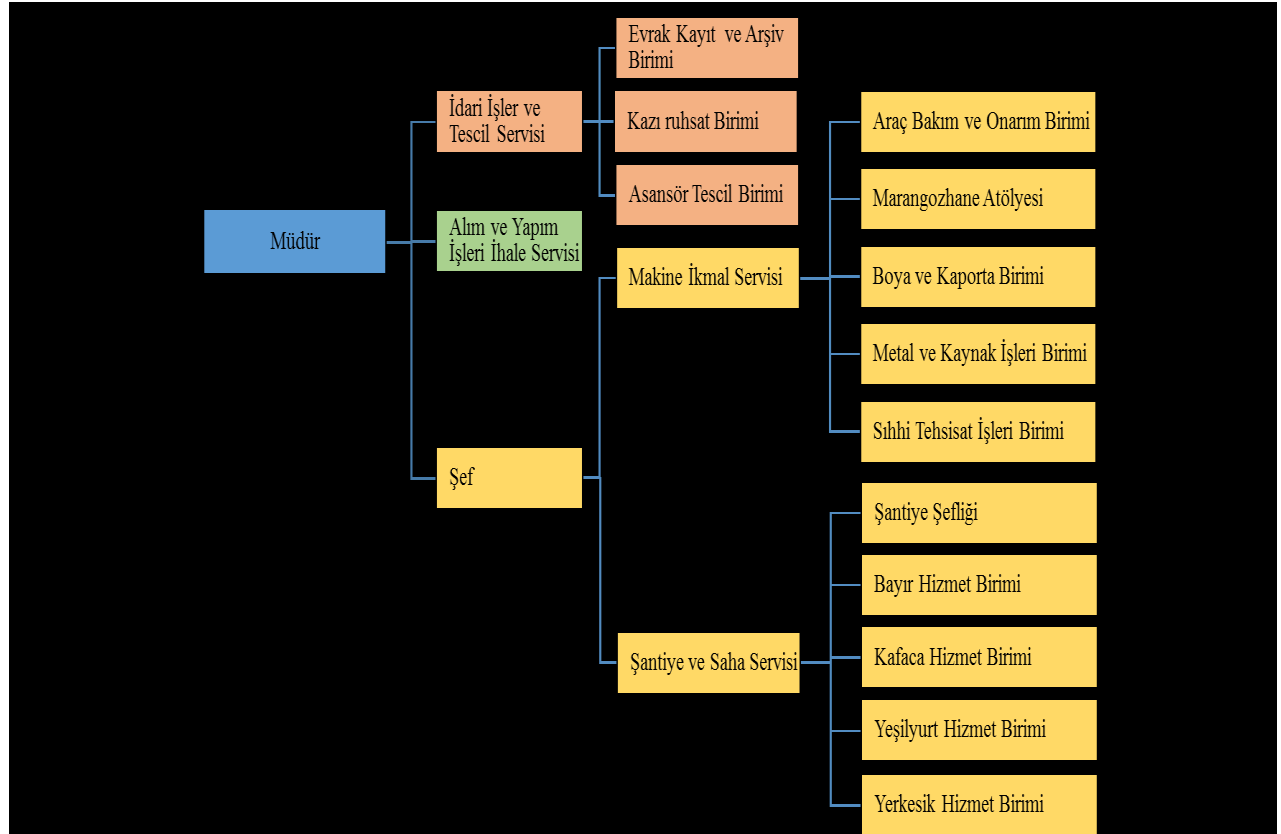 Müdür
İdari İşler ve
Tescil Servisi
Evrak Kayıt ve Arşiv
Birimi
Kazı ruhsat Birimi
Asansör Tescil Birimi
Alım ve Yapım
İşleri İhale Servisi
Şef
Makine İkmal Servisi
Araç Bakım ve Onarım Birimi
Marangozhane Atölyesi
Boya ve Kaporta Birimi
Metal ve Kaynak İşleri Birimi
Sıhhi Tehsisat İşleri Birimi
Şantiye ve Saha Servisi
Şantiye Şefliği
Bayır Hizmet Birimi
Kafaca Hizmet Birimi
Yeşilyurt Hizmet Birimi
Yerkesik Hizmet Birimi